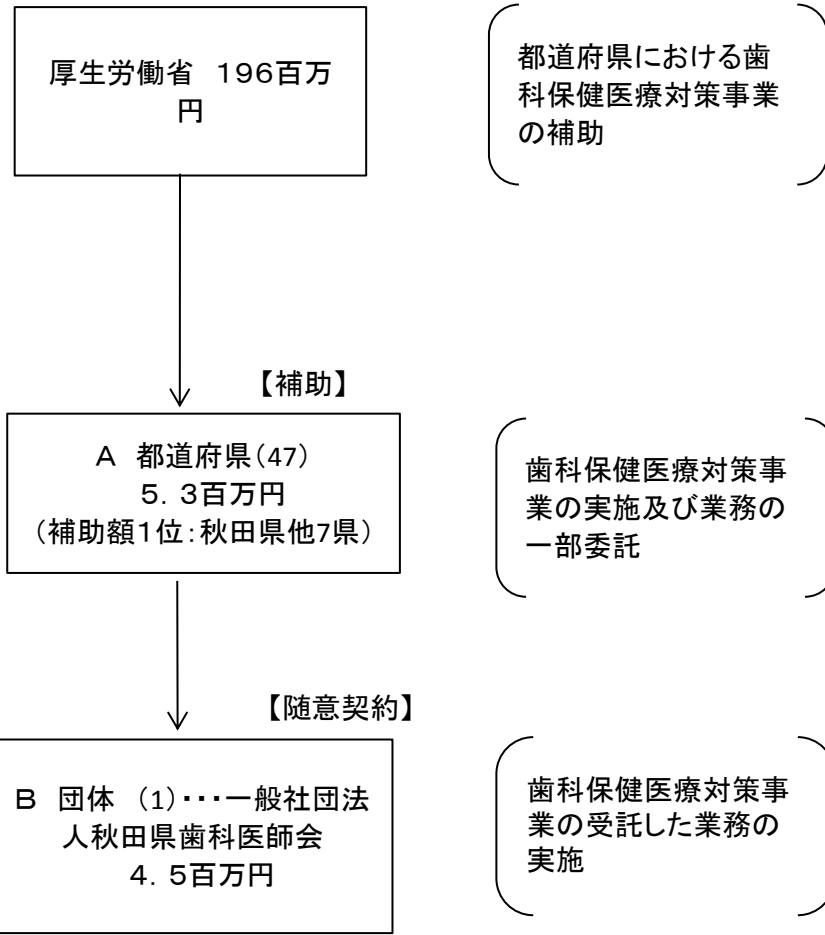 厚生労働省　196百万
円
都道府県における歯
科保健医療対策事業
の補助
【補助】
A　都道府県(47)
5．3百万円
(補助額1位:秋田県他7県)
歯科保健医療対策事
業の実施及び業務の
一部委託
【随意契約】
B　団体　(1)・・・一般社団法
人秋田県歯科医師会
4．5百万円
歯科保健医療対策事
業の受託した業務の
実施